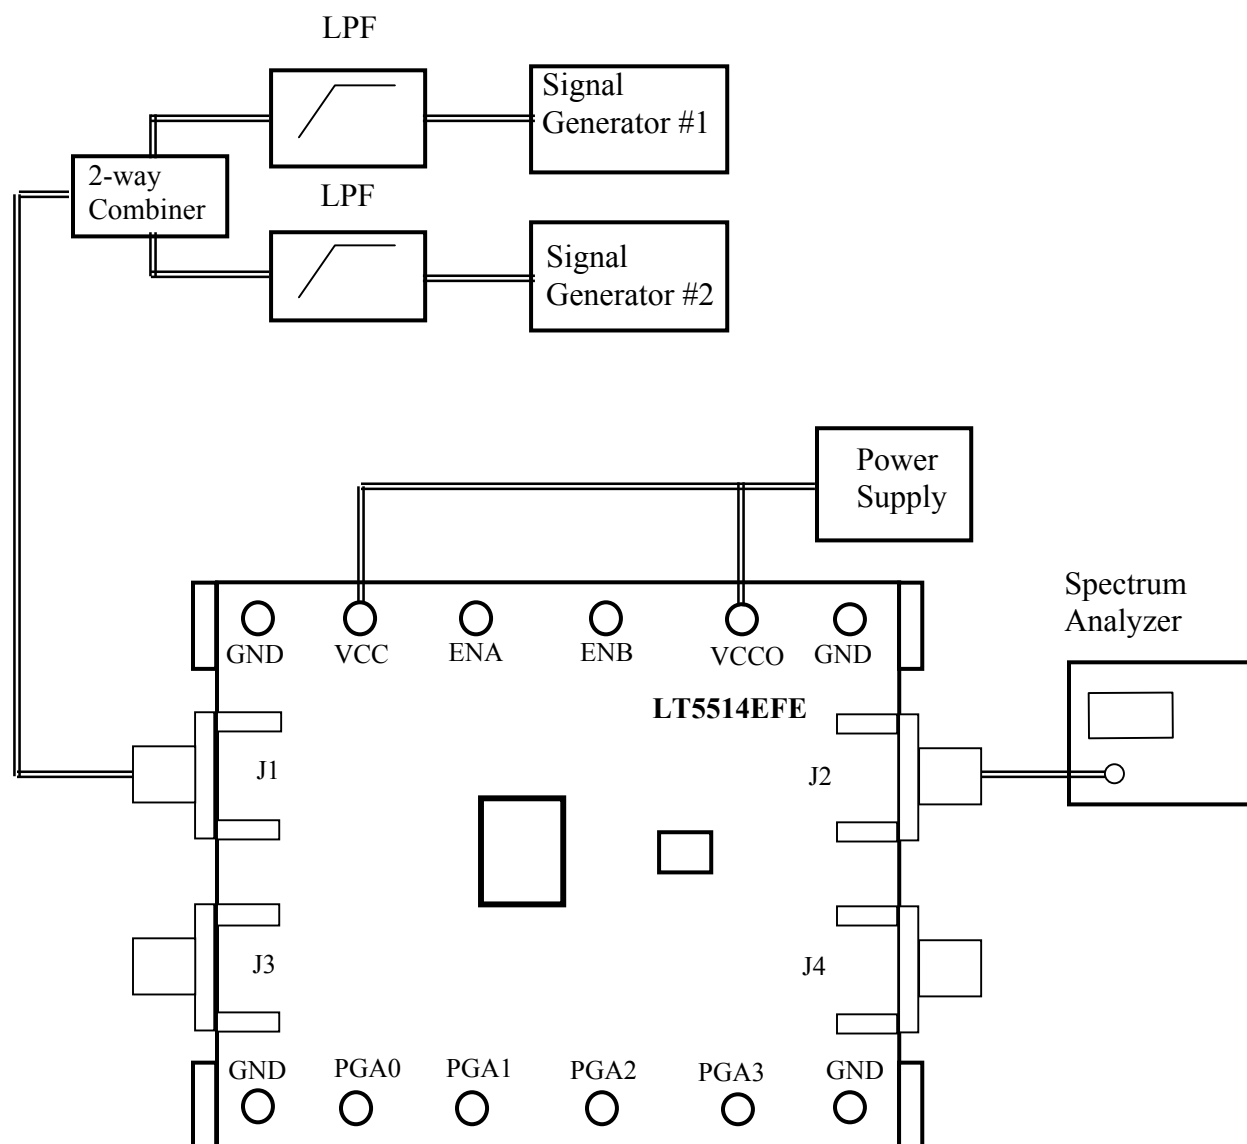 LPF
Signal
Generator #1
2-way
Combiner
LPF
Signal
Generator #2
Power
Supply
Spectrum
Analyzer
GND
VCC
ENA
ENB
VCCO
GND
LT5514EFE
J1
J2
J3
J4
GND
PGA0
PGA1
PGA2
PGA3
GND